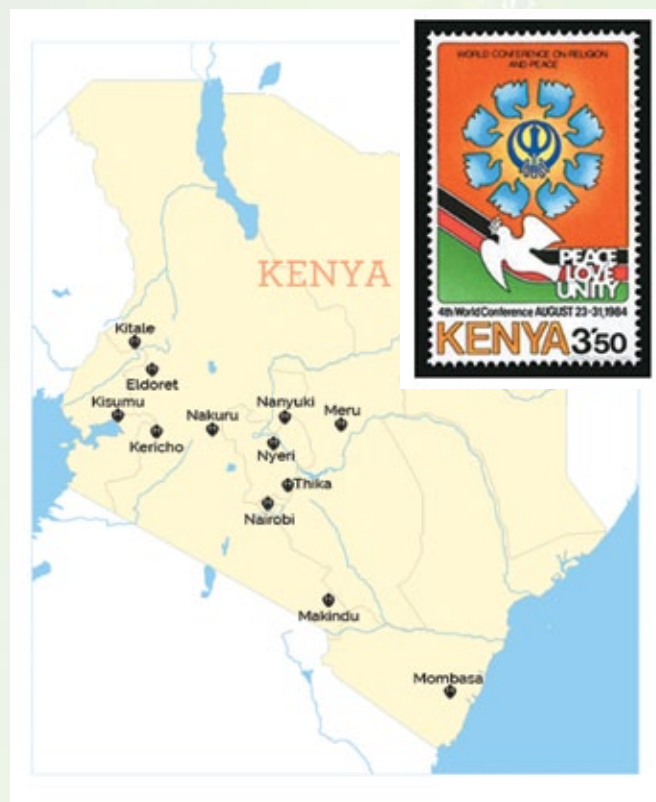 WORLD CONFERENCE ON RELIGION
AND PEACE
PEACE
LOVE
UNITY
4th World Conference AUGUST 23-31, 1984
KENYA 3'50
KENYA
Kitale
Eldoret
Kisumu
Kericho
Nakuru
Nanyuki
Meru
Nyeri
Thika
Nairobi
Makindu
Mombasa